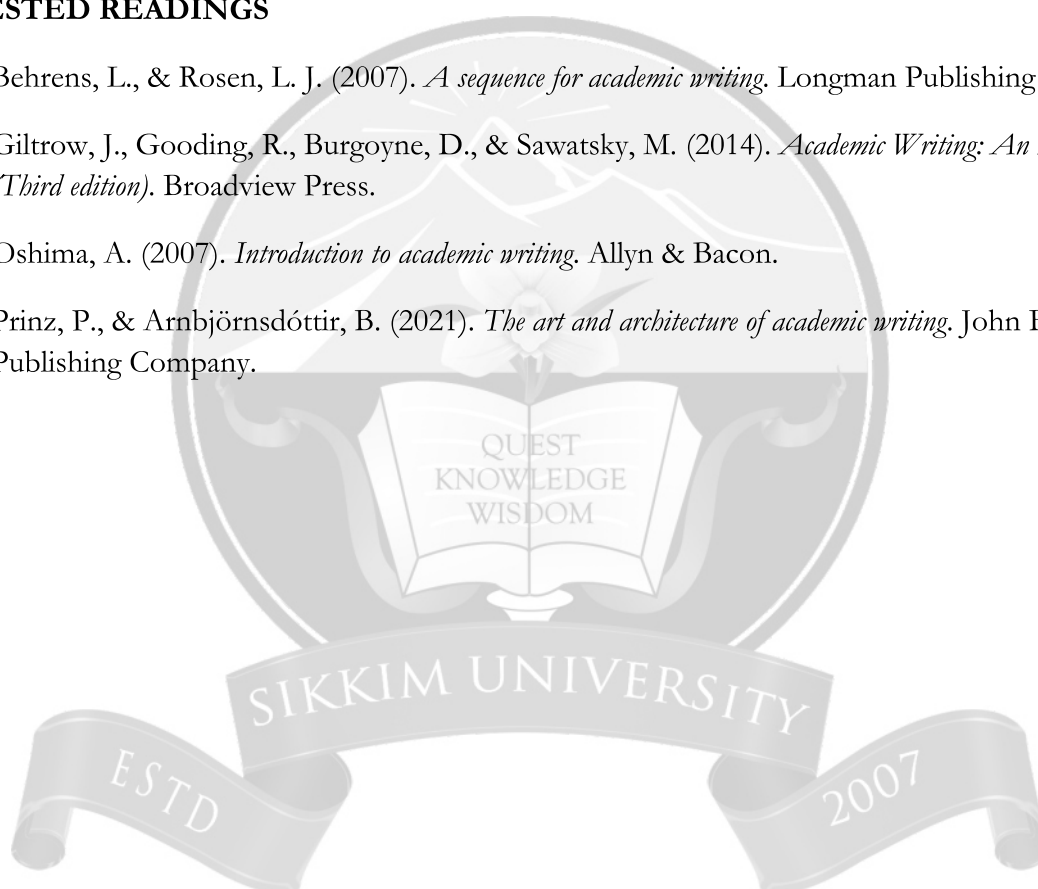 ESTED READINGS
Behrens, L., & Rosen, L. J. (2007). A sequence for academic writing. Longman Publishing
Giltrow, J., Gooding, R., Burgoyne, D., & Sawatsky, M. (2014). Academic Writing: An
Third edition). Broadview Press.
Oshima, A. (2007). Introduction to academic writing. Allyn & Bacon.
Prinz, P., & Arnbjörnsdóttir, B. (2021). The art and architecture of academic writing. John
Publishing Company.
QUEST
KNOWLEDGE
WISDOM
SIKKIM UNIVERSITY
ESTD 2007